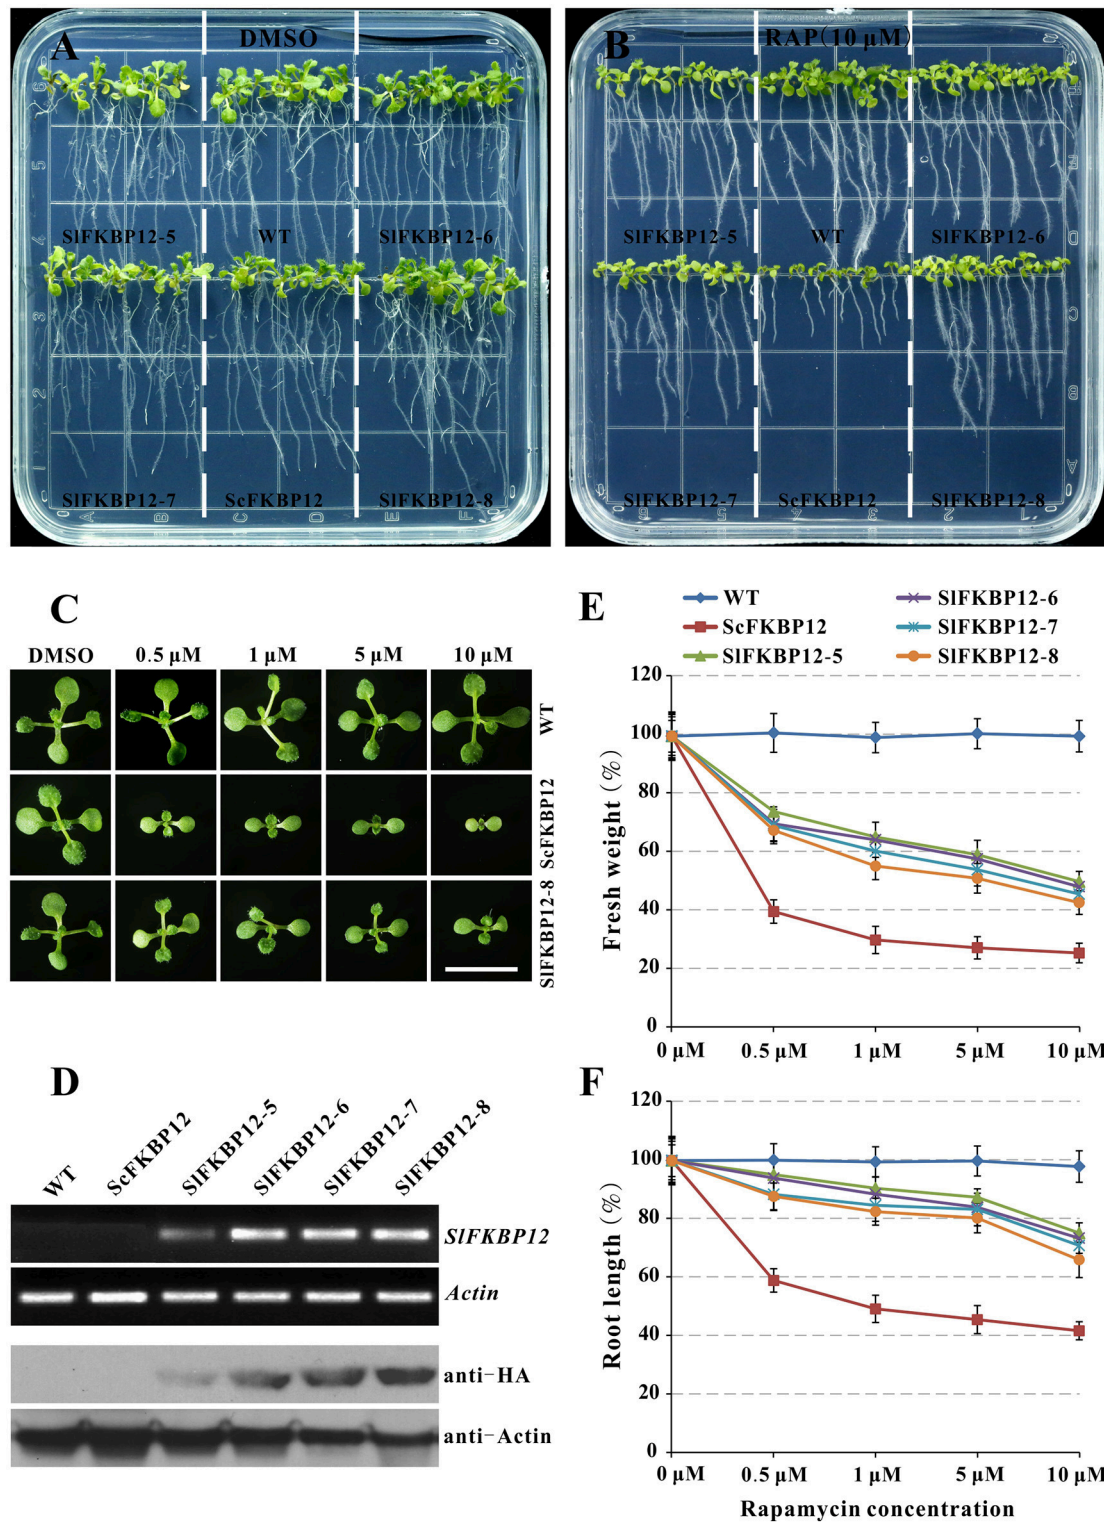 A
DMSO
SlFKBP12-5
WT
SlFKBP12-6
SlFKBP12-7
ScFKBP12
SlFKBP12-8
B
RAP(10 μM)
SlFKBP12-5
WT
SlFKBP12-6
SlFKBP12-7
ScFKBP12
SlFKBP12-8
C
DMSO
0.5 μM
1 μM
5 μM
10 μM
WT
ScFKBP12
SlFKBP12-8
D
WT
ScFKBP12
SlFKBP12-5
SlFKBP12-6
SlFKBP12-7
SlFKBP12-8
SlFKBP12
Actin
anti-HA
anti-Actin
E
WT
SlFKBP12-6
ScFKBP12
SlFKBP12-7
SlFKBP12-5
SlFKBP12-8
Fresh weight (%)
120
100
80
60
40
20
0
0 μM
0.5 μM
1 μM
5 μM
10 μM
F
Root length (%)
120
100
80
60
40
20
0
0 μM
0.5 μM
1 μM
5 μM
10 μM
Rapamycin concentration